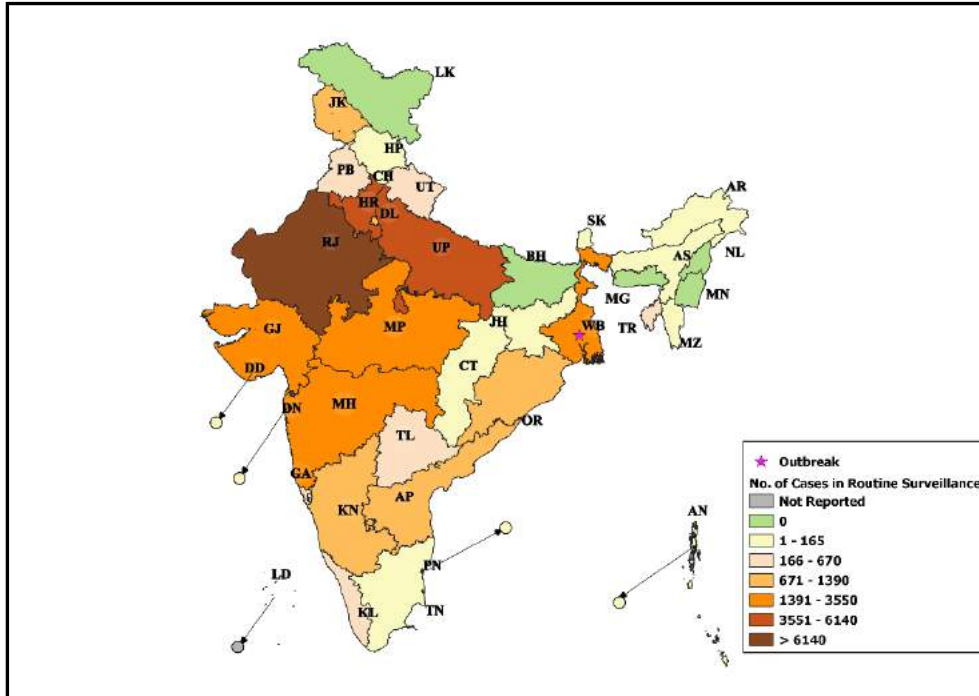 LK
JK
HP
PB
CH
UT
HR
DL
AR
SK
RJ
UP
BH
AS
NL
MG
MN
GJ
MP
JH
TR
WB
MZ
CT
DD
DN
MH
OR
TL
GA
AP
KN
AN
PN
LD
KL
TN
Outbreak
No. of Cases in Routine Surveillance
Not Reported
0
1 - 165
166 - 670
671 - 1390
1391 - 3550
3551 - 6140
> 6140